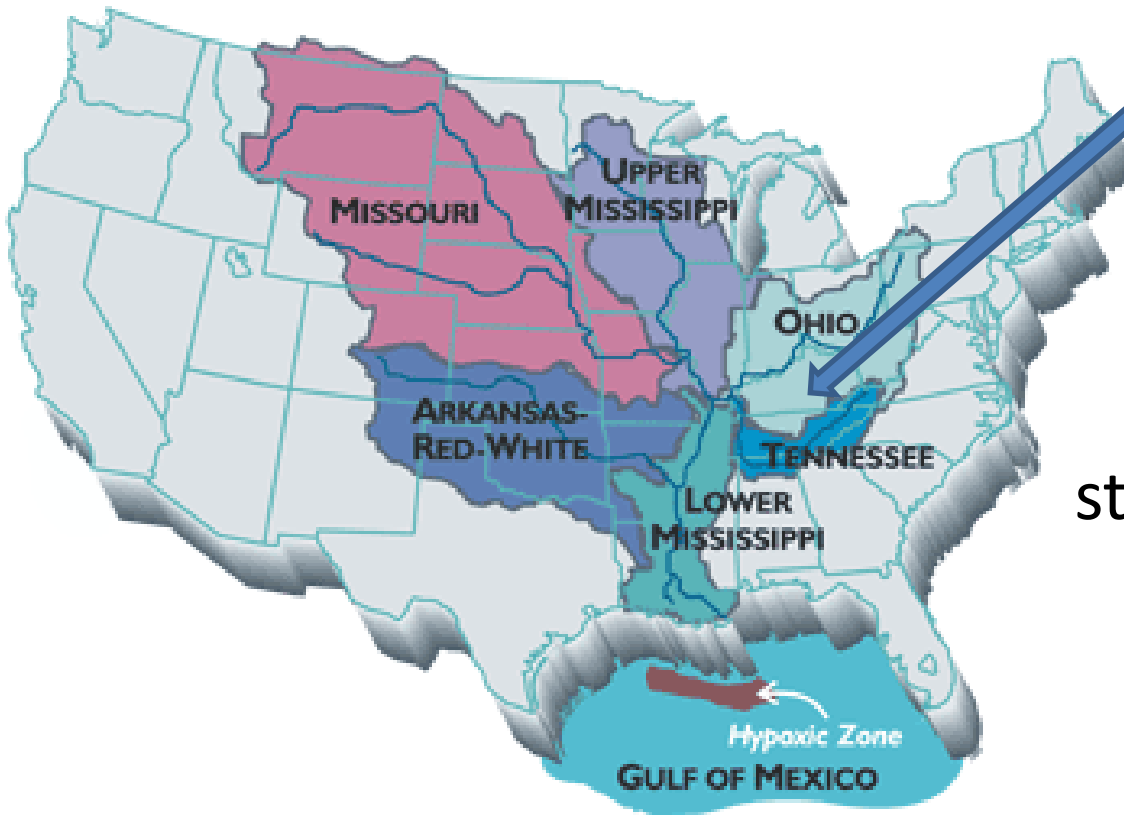 UPPER
MISSISSIPPI
MISSOURI
OHIO
ARKANSAS-
RED-WHITE
TENNESSEE
st
LOWER
MISSISSIPPI
Hypoxic Zone
GULF OF MEXICO